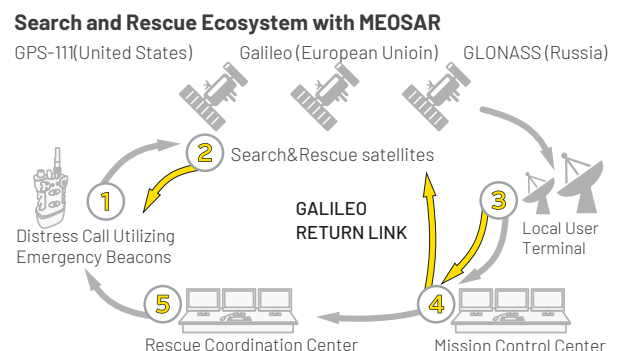 Search and Rescue Ecosystem with MEOSAR
GPS-111(United States) Galileo (European Unioin) GLONASS (Russia)
2 Search&Rescue satellites
1
3
GALILEO
RETURN LINK
Distress Call Utilizing
Emergency Beacons
Local User
Terminal
5
4
Rescue Coordination Center
Mission Control Center